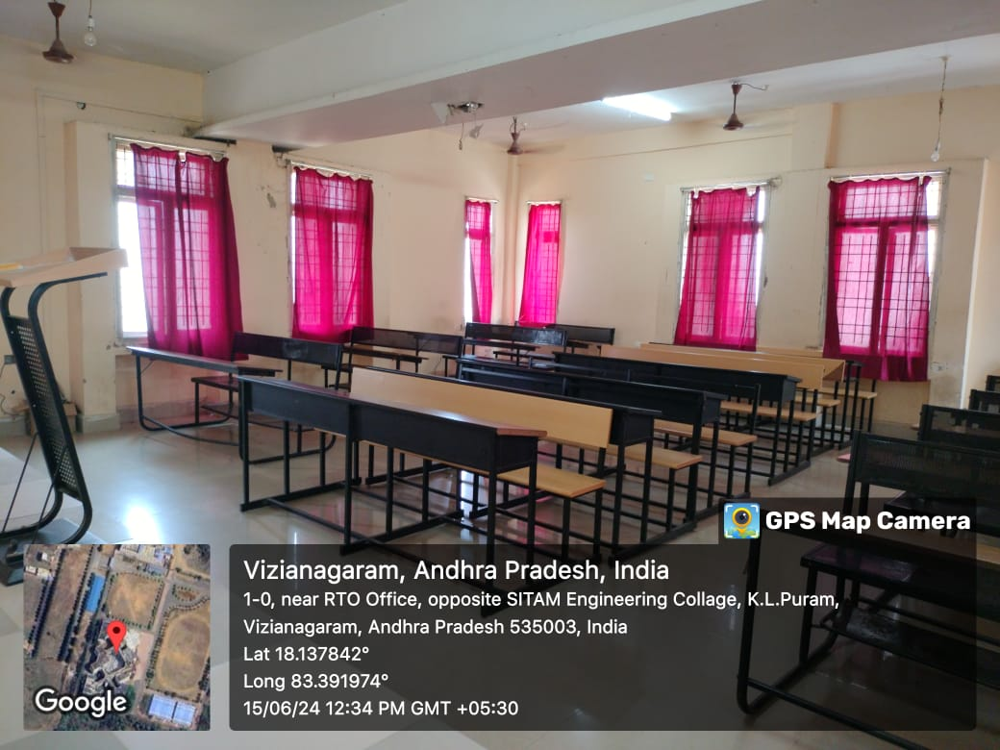 GPS Map Camera
Vizianagaram, Andhra Pradesh, India
1-0, near RTO Office, opposite SITAM Engineering Collage, K.L.Puram,
Vizianagaram, Andhra Pradesh 535003, India
Lat 18.137842°
Long 83.391974°
15/06/24 12:34 PM GMT +05:30
Google